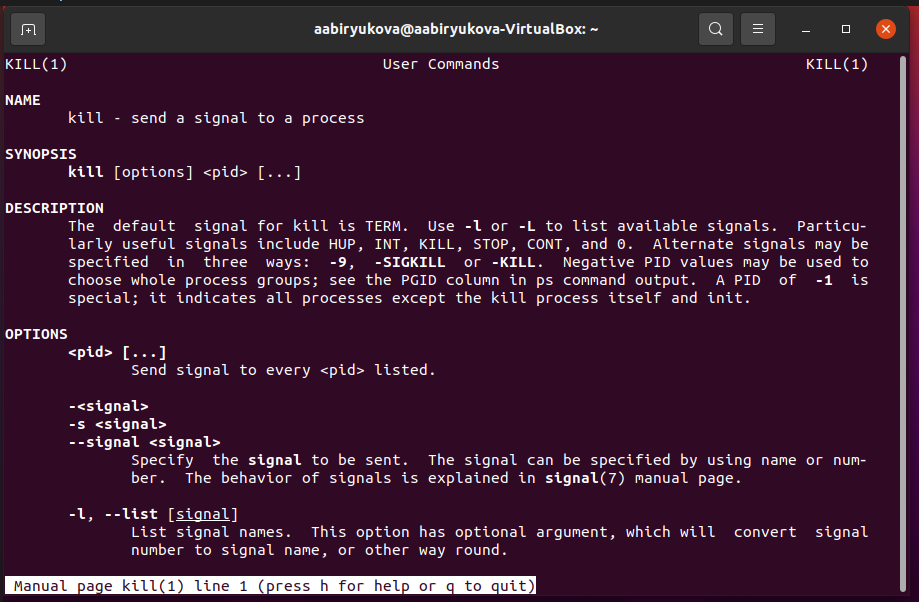 aabiryukova@aabiryukova-VirtualBox: ~
KILL(1) User Commands KILL(1)
NAME
kill - send a signal to a process
SYNOPSIS
kill [options] <pid> [...]
DESCRIPTION
The default signal for kill is TERM. Use -l or -L to list available signals. Particu-
larly useful signals include HUP, INT, KILL, STOP, CONT, and 0. Alternate signals may be
specified in three ways: -9, -SIGKILL or -KILL. Negative PID values may be used to
choose whole process groups; see the PGID column in ps command output. A PID of -1 is
special; it indicates all processes except the kill process itself and init.
OPTIONS
<pid> [...]
Send signal to every <pid> listed.
-<signal>
-s <signal>
--signal <signal>
Specify the signal to be sent. The signal can be specified by using name or num-
ber. The behavior of signals is explained in signal(7) manual page.
-l, --list [signal]
List signal names. This option has optional argument, which will convert signal
number to signal name, or other way round.
Manual page kill(1) line 1 (press h for help or q to quit)